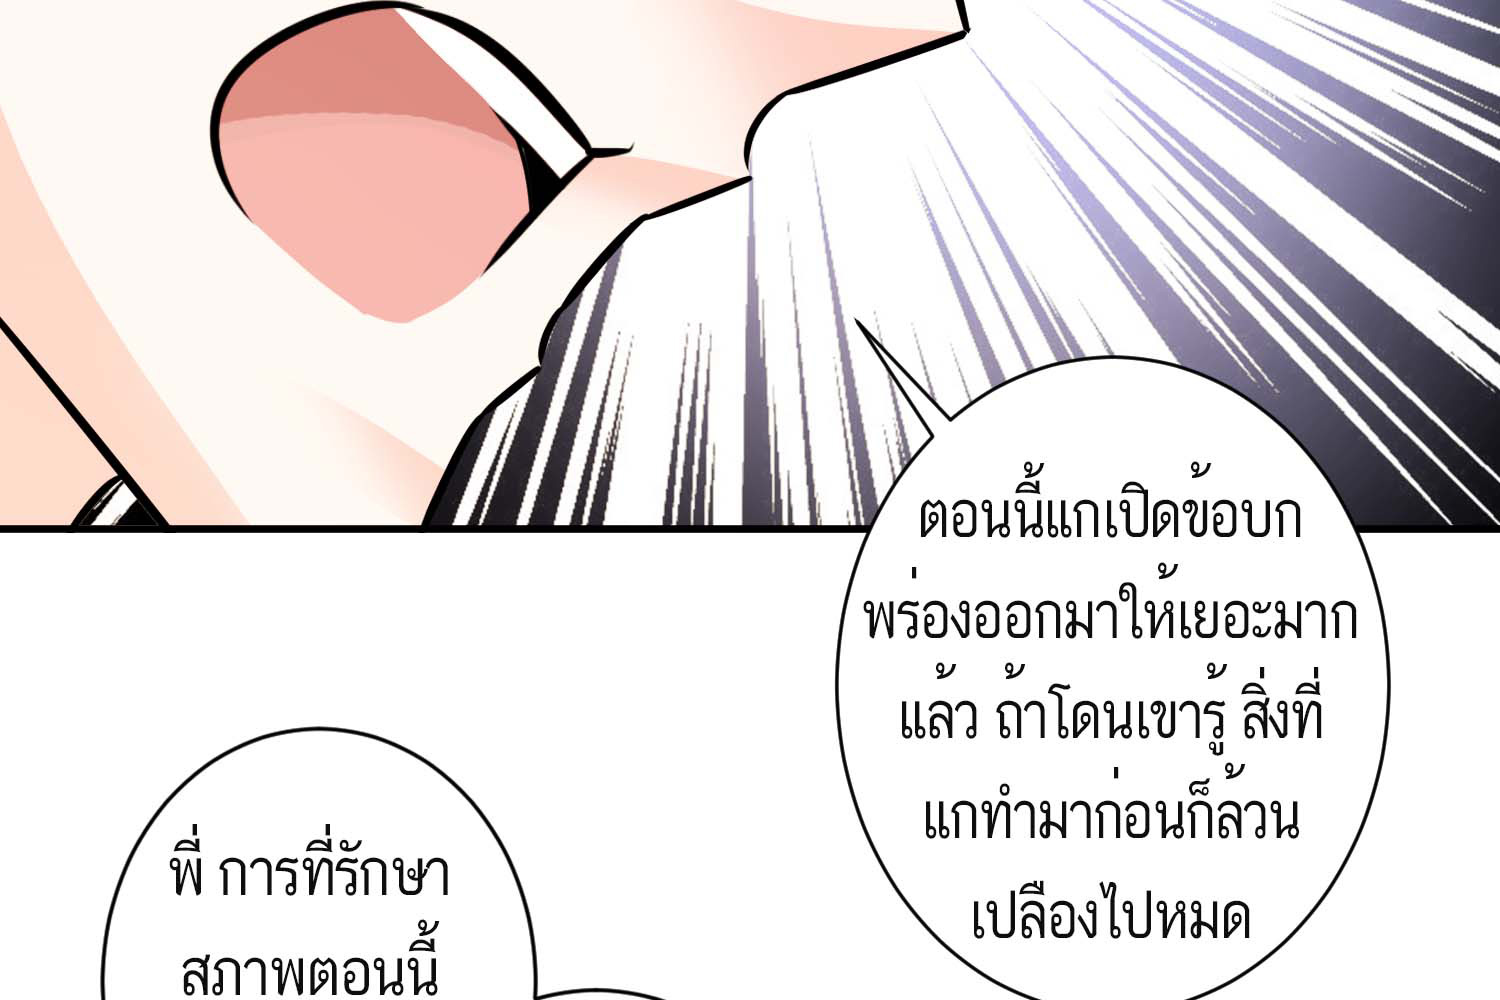 ตอนนี้แกเปิดข้อบก
พร่องออกมาให้เยอะมาก
แล้ว ถ้าโดนเขารู้ สิ่งที่
แกทำมาก่อนก็ล้วน
เปลืองไปหมด
พี่ การที่รักษา
สภาพตอนนี้